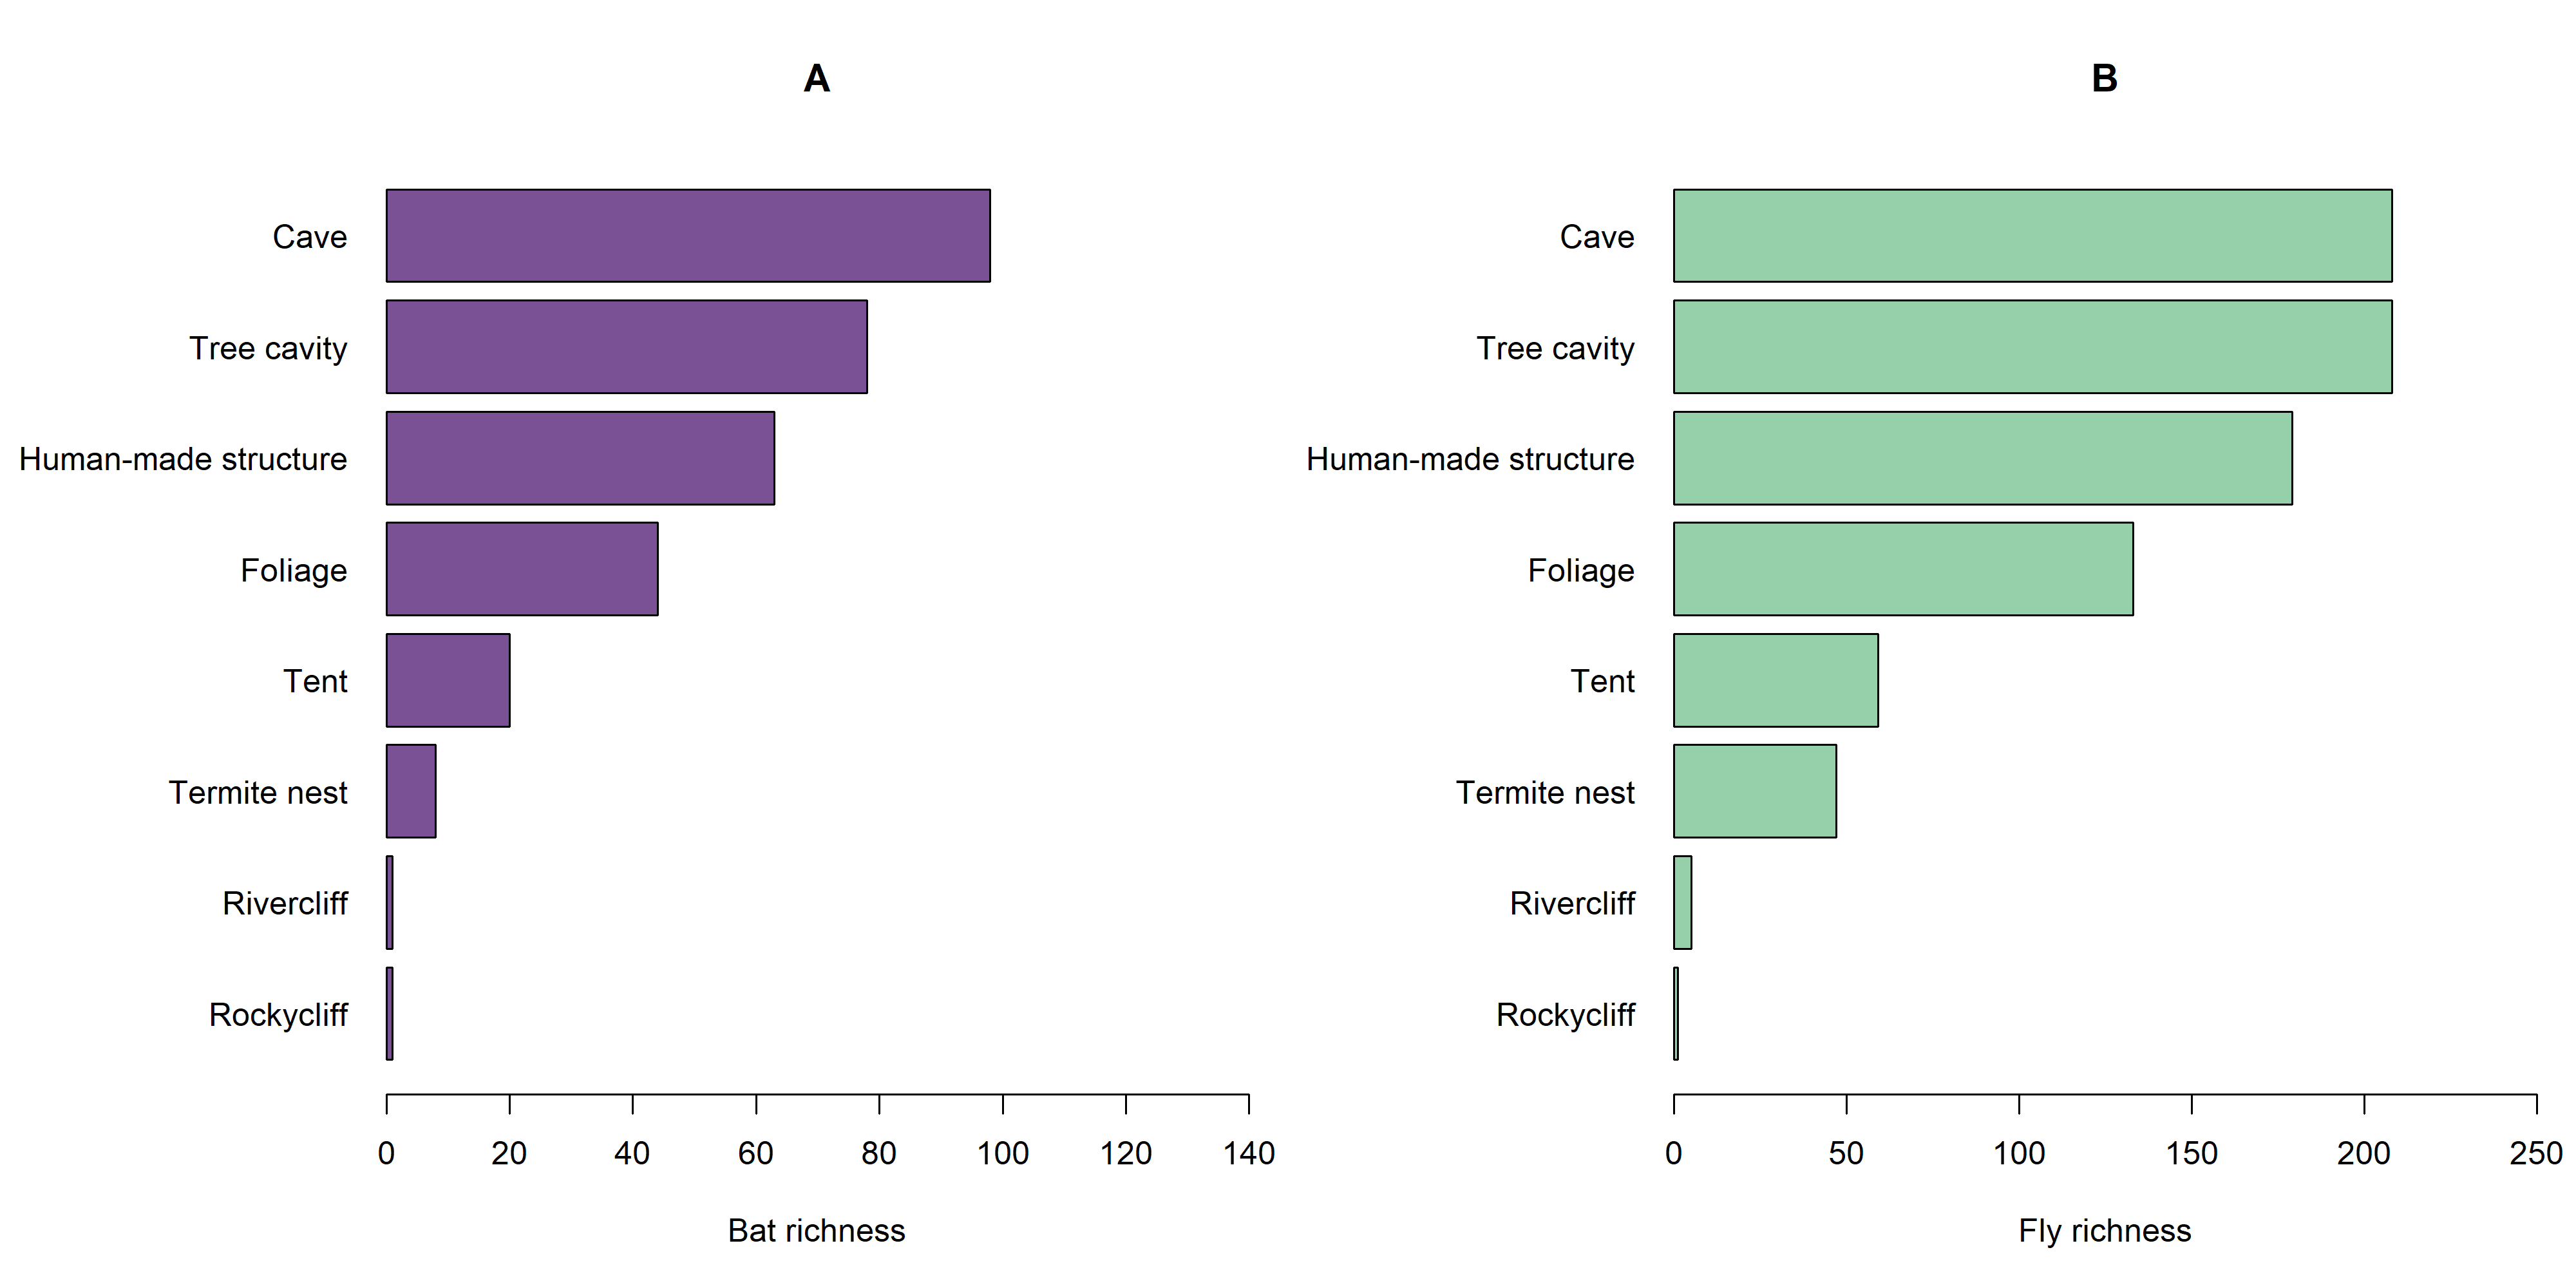 A
Cave
Tree cavity
Human-made structure
Foliage
Tent
Termite nest
Rivercliff
Rockycliff
0 20 40 60 80 100 120 140
Bat richness
B
Cave
Tree cavity
Human-made structure
Foliage
Tent
Termite nest
Rivercliff
Rockycliff
0 50 100 150 200 250
Fly richness